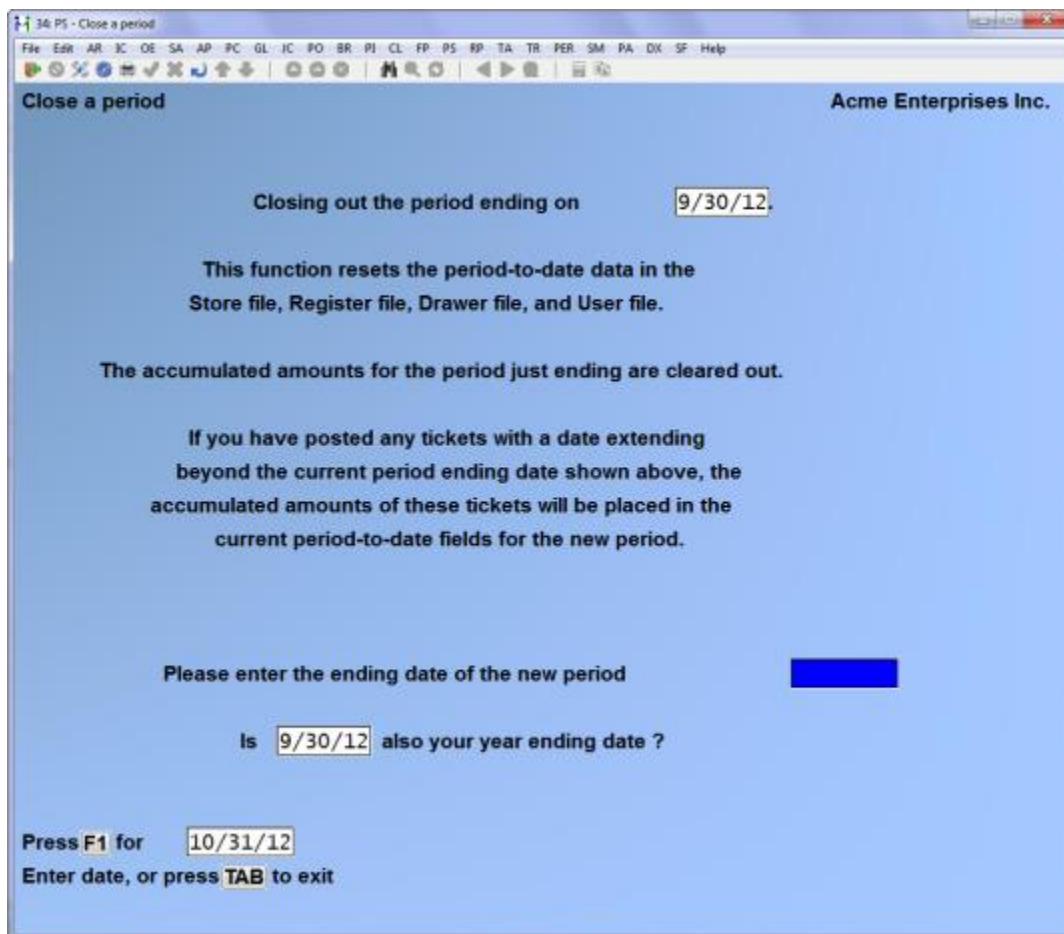 34: PS - Close a period
File Edit AR IC OE SA AP PC GL JC PO BR PI CL FP PS RP TA TR PER SM PA DX SF Help
Close a period Acme Enterprises Inc.
Closing out the period ending on 9/30/12.
This function resets the period-to-date data in the
Store file, Register file, Drawer file, and User file.
The accumulated amounts for the period just ending are cleared out.
If you have posted any tickets with a date extending
beyond the current period ending date shown above, the
accumulated amounts of these tickets will be placed in the
current period-to-date fields for the new period.
Please enter the ending date of the new period
Is 9/30/12 also your year ending date ?
Press F1 for 10/31/12
Enter date, or press TAB to exit